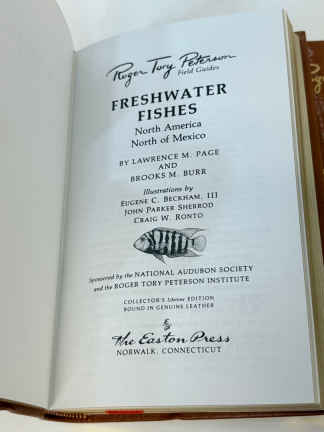 Roger Tory Peterson
Field Guides
FRESHWATER
FISHES
North America
North of Mexico
BY LAWRENCE M. PAGE
AND
BROOKS M. BURR
Illustrations by
EUGENE C. BECKHAM, III
JOHN PARKER SHERROD
CRAIG W. RONTO
Sponsored by the NATIONAL AUDUBON SOCIETY
and the ROGER TORY PETERSON INSTITUTE
COLLECTOR'S Lifetime EDITION
BOUND IN GENUINE LEATHER
The Easton Press
NORWALK, CONNECTICUT